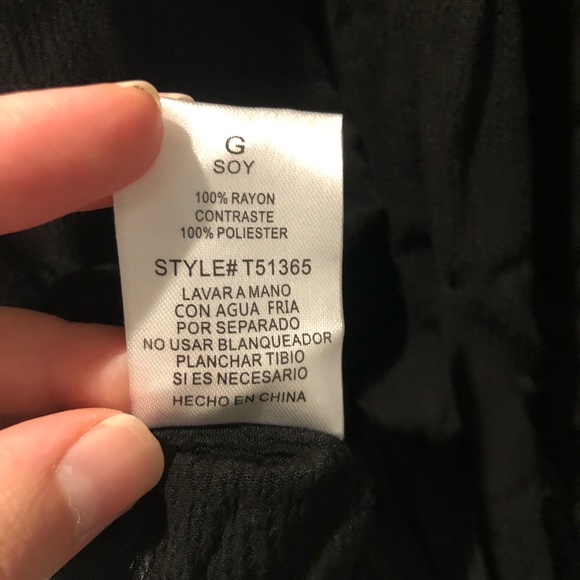 G
SOY
100% RAYON
CONTRASTE
100% POLIESTER
STYLE# T51365
LAVAR A MANO
CON AGUA FRIA
POR SEPARADO
NO USAR BLANQUEADOR
PLANCHAR TIBIO
SI ES NECESARIO
HECHO EN CHINA